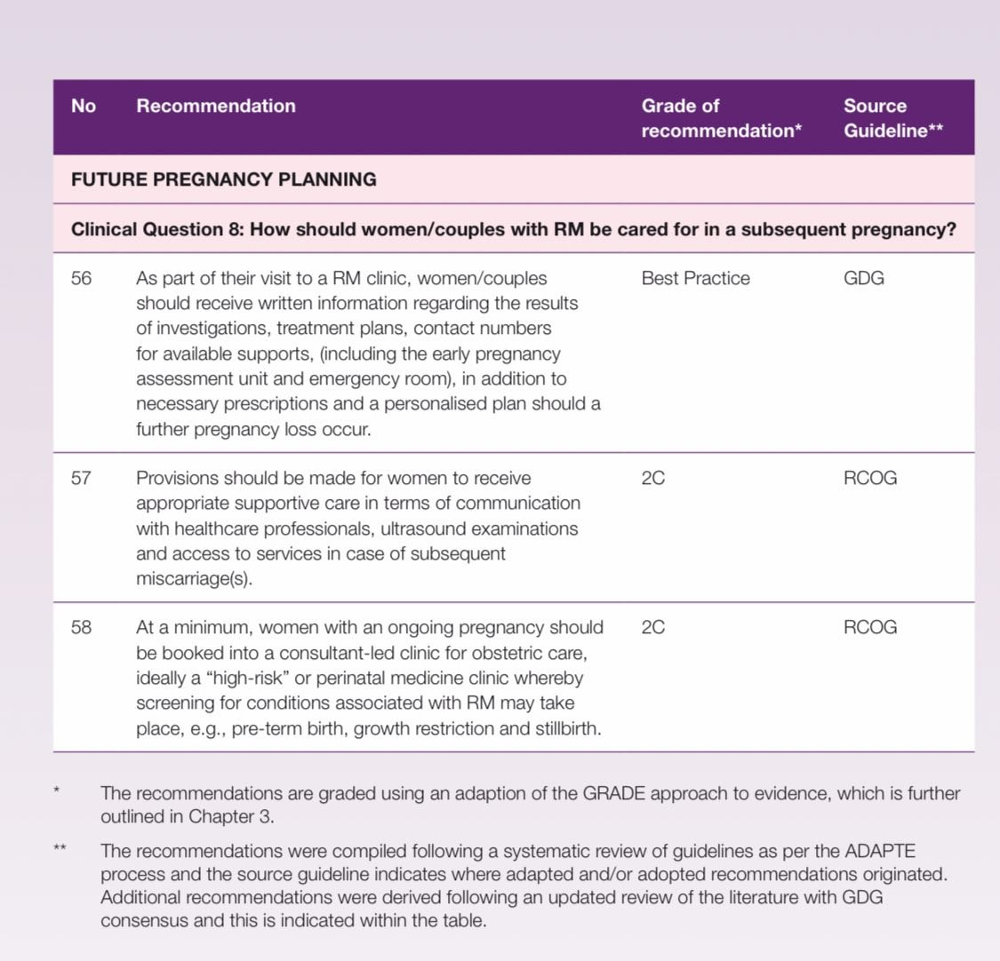 No Recommendation Grade of recommendation* Source Guideline**
FUTURE PREGNANCY PLANNING
Clinical Question 8: How should women/couples with RM be cared for in a subsequent pregnancy?
56 As part of their visit to a RM clinic, women/couples Best Practice GDG
should receive written information regarding the results
of investigations, treatment plans, contact numbers
for available supports, (including the early pregnancy
assessment unit and emergency room), in addition to
necessary prescriptions and a personalised plan should a
further pregnancy loss occur.
57 Provisions should be made for women to receive 2C RCOG
appropriate supportive care in terms of communication
with healthcare professionals, ultrasound examinations
and access to services in case of subsequent
miscarriage(s).
58 At a minimum, women with an ongoing pregnancy should 2C RCOG
be booked into a consultant-led clinic for obstetric care,
ideally a “high-risk” or perinatal medicine clinic whereby
screening for conditions associated with RM may take
place, e.g., pre-term birth, growth restriction and stillbirth.
* The recommendations are graded using an adaption of the GRADE approach to evidence, which is further
outlined in Chapter 3.
** The recommendations were compiled following a systematic review of guidelines as per the ADAPTE
process and the source guideline indicates where adapted and/or adopted recommendations originated.
Additional recommendations were derived following an updated review of the literature with GDG
consensus and this is indicated within the table.